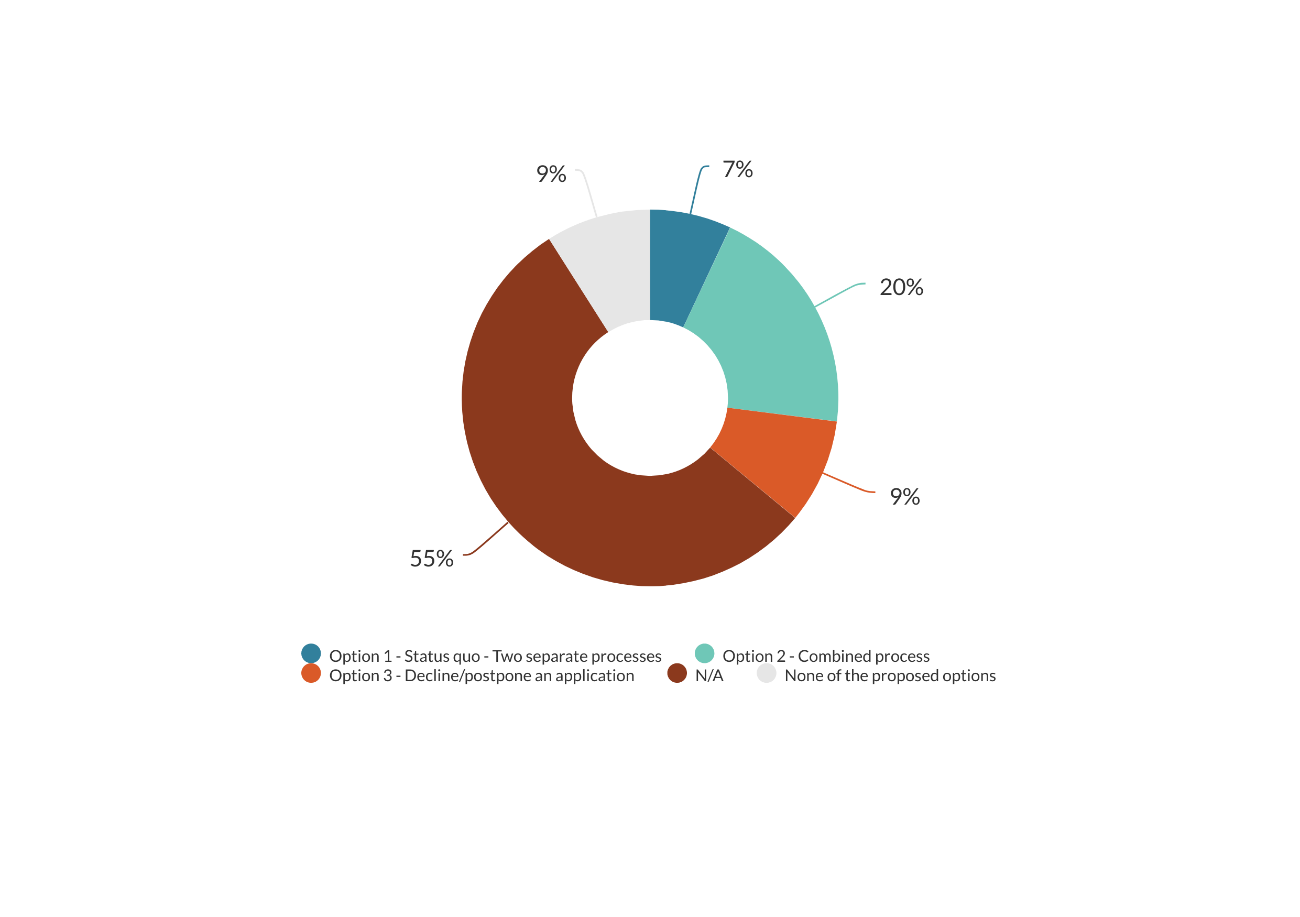 9%
7%
20%
9%
55%
Option 1 - Status quo - Two separate processes
Option 2 - Combined process
Option 3 - Decline/postpone an application
N/A
None of the proposed options